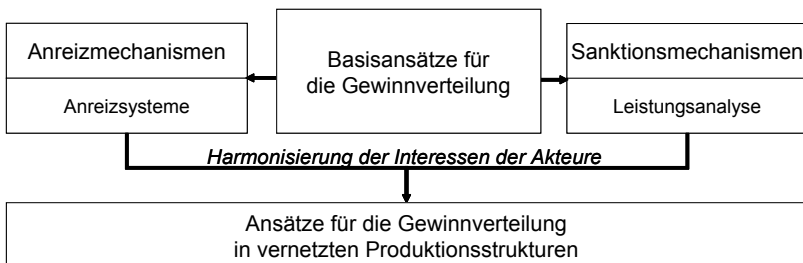 Anreizmechanismen
Anreizsysteme
Basisansätze für
die Gewinnverteilung
Sanktionsmechanismen
Leistungsanalyse
Harmonisierung der Interessen der Akteure
Ansätze für die Gewinnverteilung
in vernetzten Produktionsstrukturen